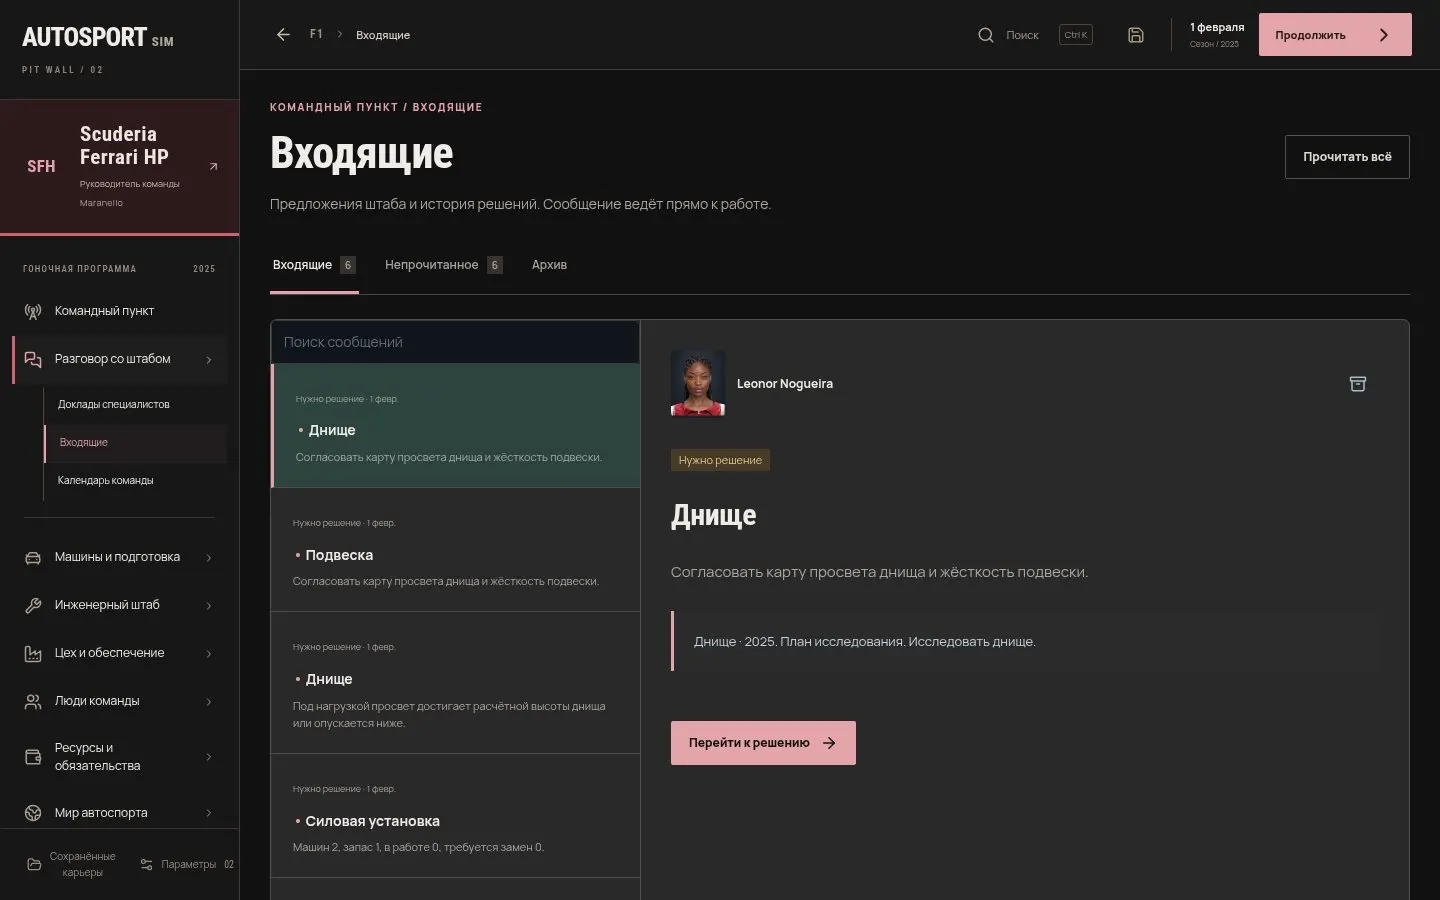 AUTOSPORT SIM
PIT WALL / 02
SFH
Scuderia
Ferrari HP
Руководитель команды
Maranello
ГОНОЧНАЯ ПРОГРАММА 2025
Командный пункт
Разговор со штабом
Доклады специалистов
Входящие
Календарь команды
Машины и подготовка
Инженерный штаб
Цех и обеспечение
Люди команды
Ресурсы и
обязательства
Мир автоспорта
Сохранённые
карьеры
Параметры 02
F1 Входящие
Поиск Ctrl K
1 февраля
Сезон / 2025
Продолжить
КОМАНДНЫЙ ПУНКТ / ВХОДЯЩИЕ
Входящие
Прочитать всё
Предложения штаба и история решений. Сообщение ведёт прямо к работе.
Входящие 6 Непрочитанное 6 Архив
Поиск сообщений
Нужно решение · 1 февр.
• Днище
Согласовать карту просвета днища и жёсткость подвески.
Нужно решение · 1 февр.
• Подвеска
Согласовать карту просвета днища и жёсткость подвески.
Нужно решение · 1 февр.
• Днище
Под нагрузкой просвет достигает расчётной высоты днища
или опускается ниже.
Нужно решение · 1 февр.
• Силовая установка
Машин 2, запас 1, в работе 0, требуется замен 0.
Leonor Nogueira
Нужно решение
Днище
Согласовать карту просвета днища и жёсткость подвески.
Днище · 2025. План исследования. Исследовать днище.
Перейти к решению